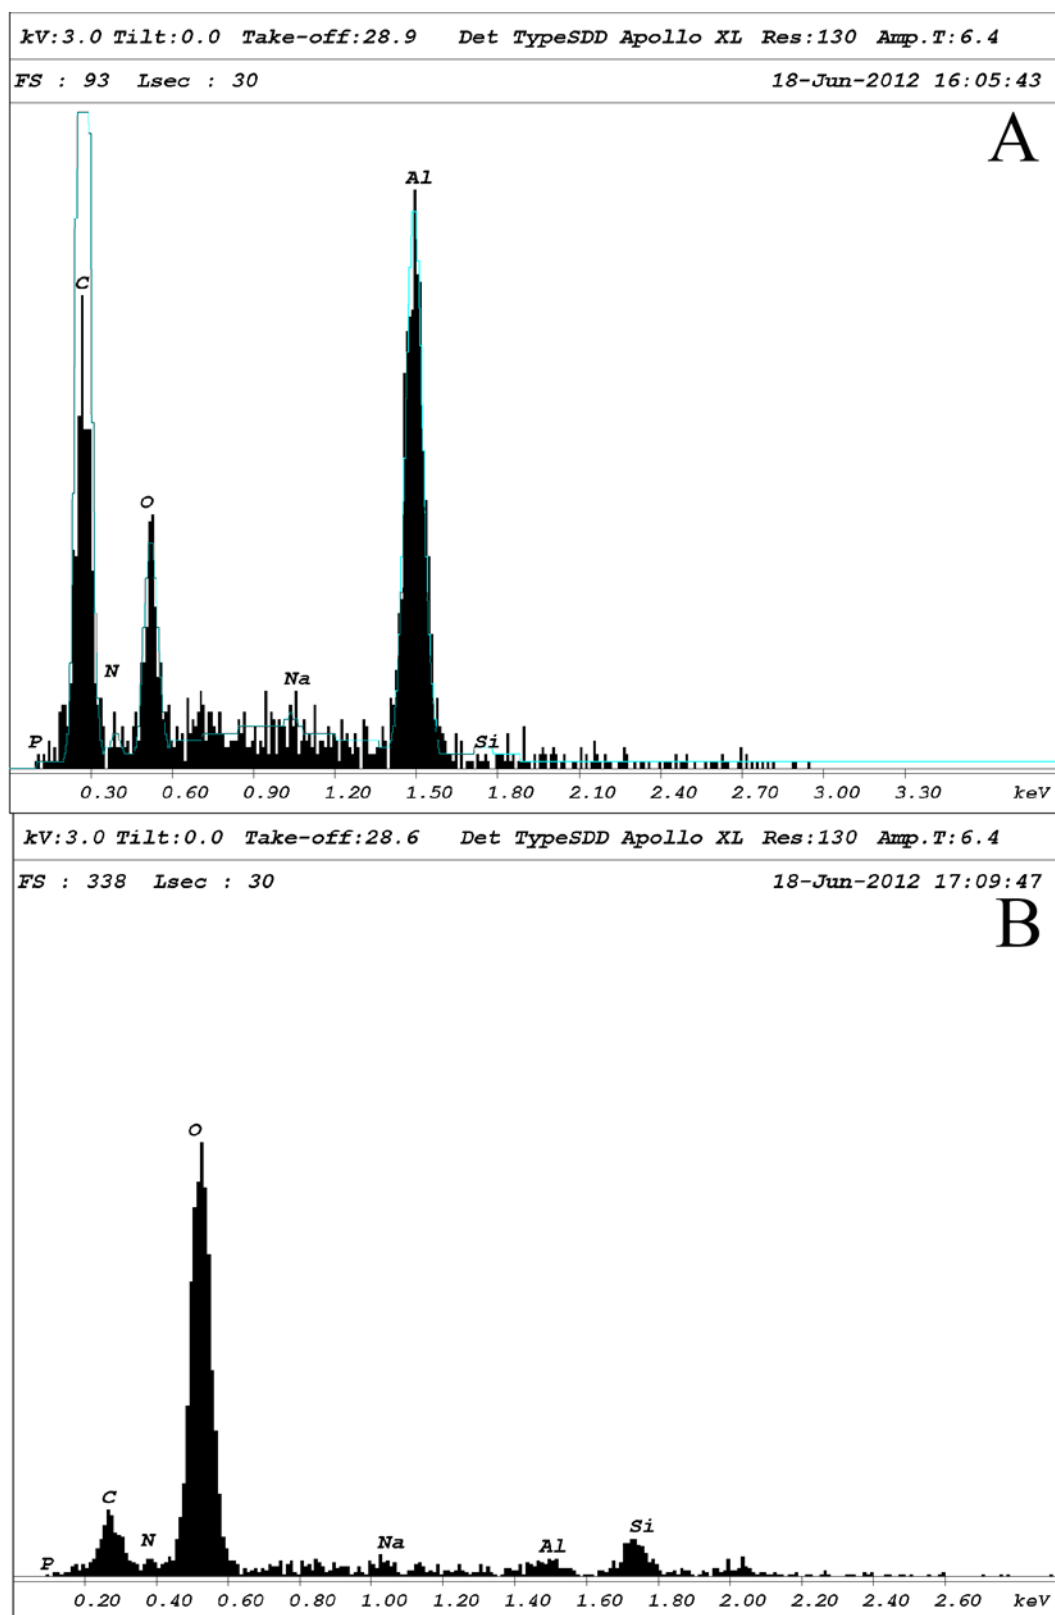 kV:3.0 Tilt:0.0 Take-off:28.9 Det TypeSDD Apollo XL Res:130 Amp.T:6.4
FS : 93 Lsec : 30 18-Jun-2012 16:05:43
A
Al
C
O
N
Na
P
Si
0.30 0.60 0.90 1.20 1.50 1.80 2.10 2.40 2.70 3.00 3.30 keV
kV:3.0 Tilt:0.0 Take-off:28.6 Det TypeSDD Apollo XL Res:130 Amp.T:6.4
FS : 338 Lsec : 30 18-Jun-2012 17:09:47
B
O
C
Si
N
Na
Al
P
0.20 0.40 0.60 0.80 1.00 1.20 1.40 1.60 1.80 2.00 2.20 2.40 2.60 keV